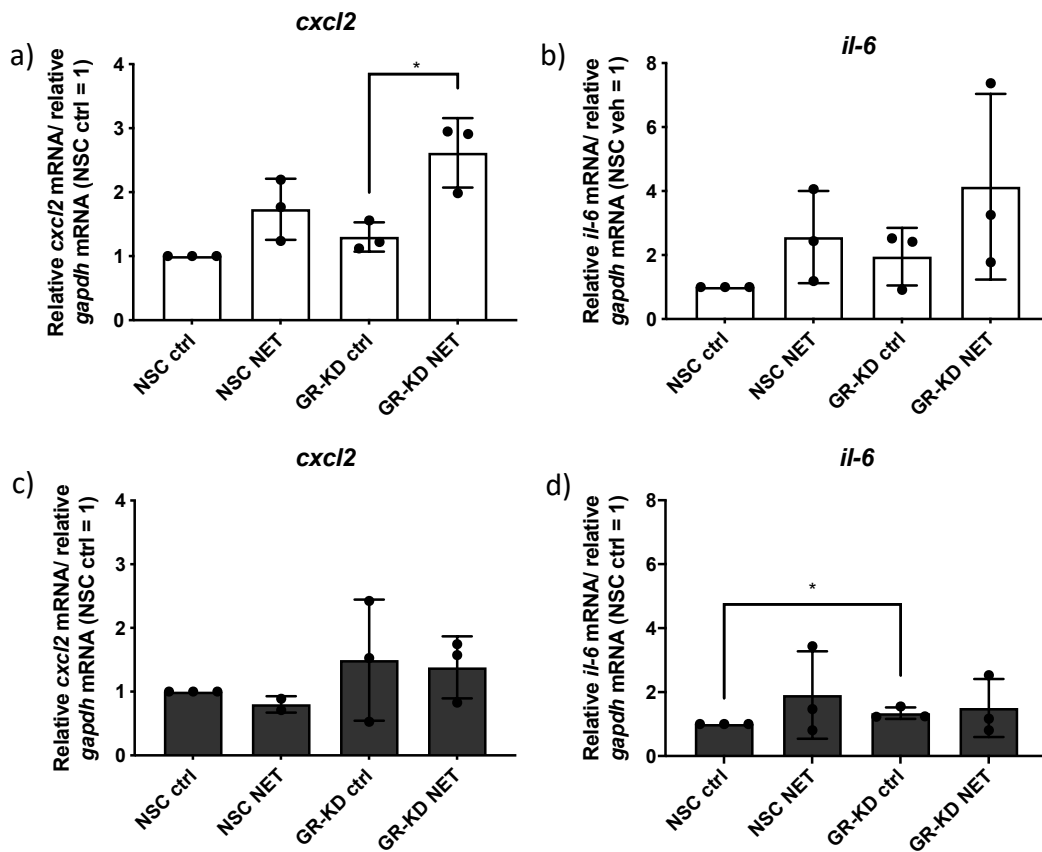 a)
cxcl2
Relative cxcl2 mRNA/ relative
gapdh mRNA (NSC ctrl = 1)
4
3
2
1
0
*
NSC ctrl
NSC NET
GR-KD ctrl
GR-KD NET
b)
il-6
Relative il-6 mRNA/ relative
gapdh mRNA (NSC veh = 1)
8
6
4
2
0
NSC ctrl
NSC NET
GR-KD ctrl
GR-KD NET
c)
cxcl2
Relative cxcl2 mRNA/ relative
gapdh mRNA (NSC ctrl = 1)
4
3
2
1
0
NSC ctrl
NSC NET
GR-KD ctrl
GR-KD NET
d)
il-6
Relative il-6 mRNA/ relative
gapdh mRNA (NSC ctrl = 1)
8
6
4
2
0
*
NSC ctrl
NSC NET
GR-KD ctrl
GR-KD NET